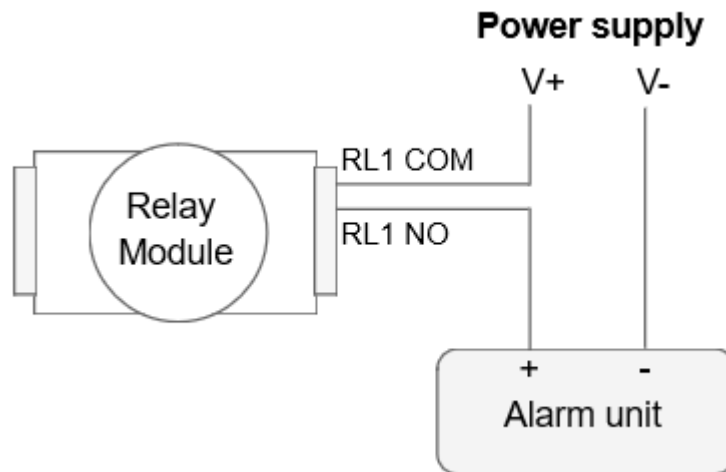 Power supply
V+ V-
RL1 COM
Relay
Module
RL1 NO
+ -
Alarm unit